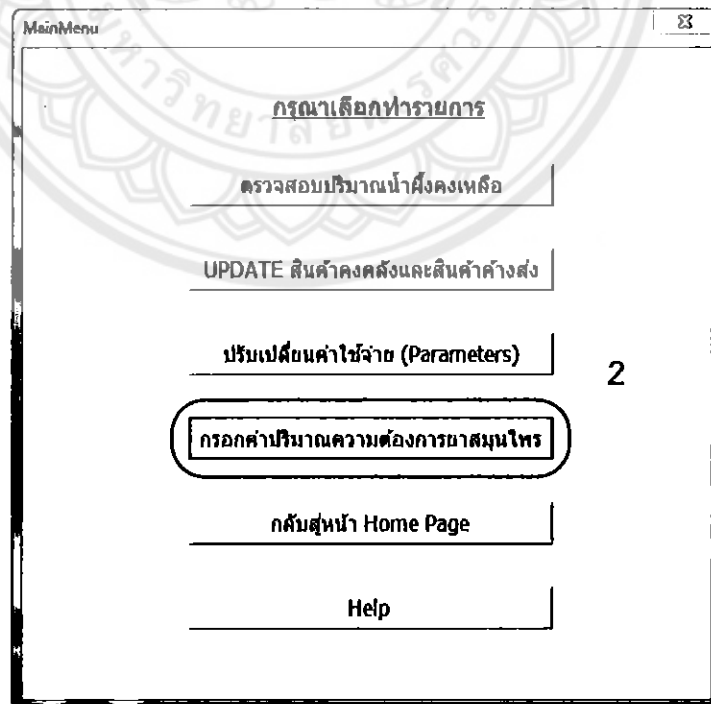 MainMenu
กรุณาเลือกทำรายการ
ตรวจสอบปริมาณน้ำผึ้งคงเหลือ
UPDATE สินค้าคงคลังและสินค้าค้างส่ง
ปรับเปลี่ยนค่าใช้จ่าย (Parameters)
2
กรอกค่าปริมาณความต้องการยาสมุนไพร
กลับสู่หน้า Home Page
Help